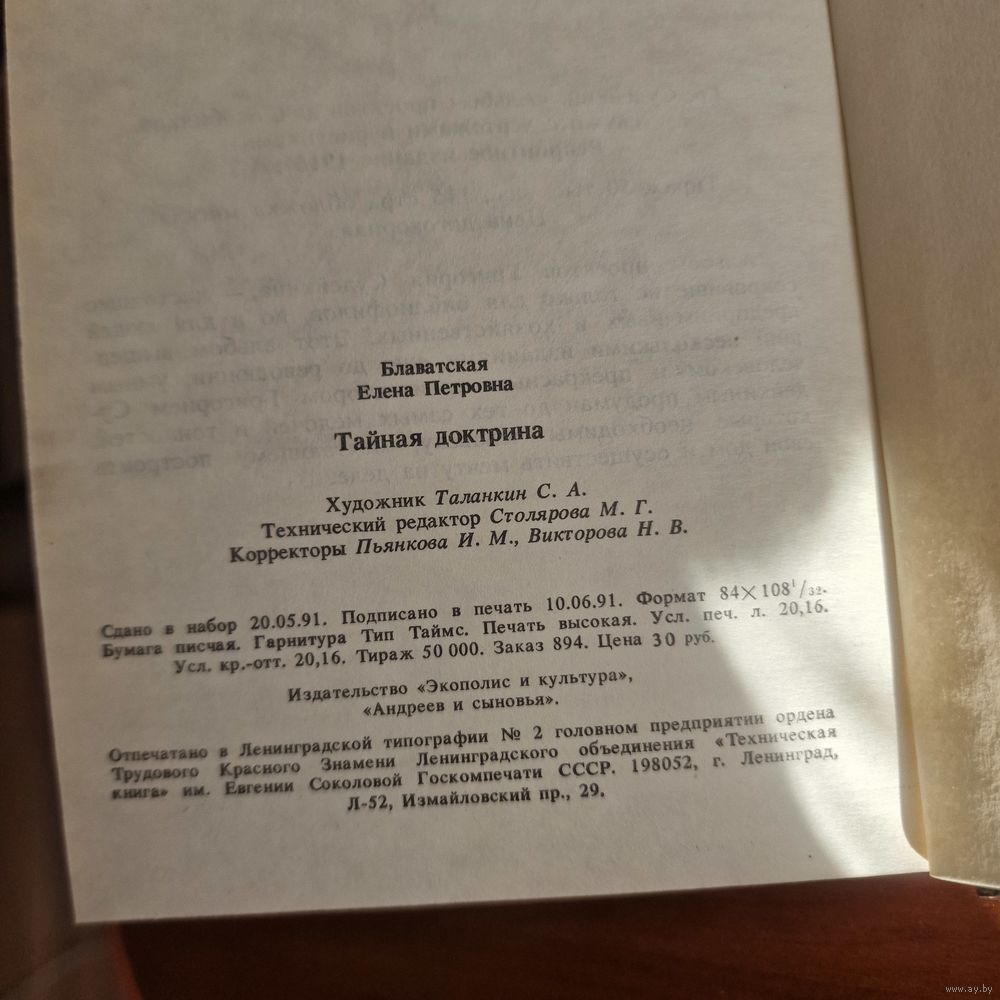 Блаватская
Елена Петровна
Тайная доктрина
Художник Таланкин С. А.
Технический редактор Столярова М. Г.
Корректоры Пьянкова И. М., Викторова Н. В.
Сдано в набор 20.05.91. Подписано в печать 10.06.91. Формат 84×108¹/₃₂.
Бумага писчая. Гарнитура Тип Таймс. Печать высокая. Усл. печ. л. 20,16.
Усл. кр.-отт. 20,16. Тираж 50 000. Заказ 894. Цена 30 руб.
Издательство «Экополис и культура»,
«Андреев и сыновья».
Отпечатано в Ленинградской типографии № 2 головном предприятии ордена
Трудового Красного Знамени Ленинградского объединения «Техническая
книга» им. Евгении Соколовой Госкомпечати СССР. 198052, г. Ленинград,
Л-52, Измайловский пр., 29.
www.ay.by